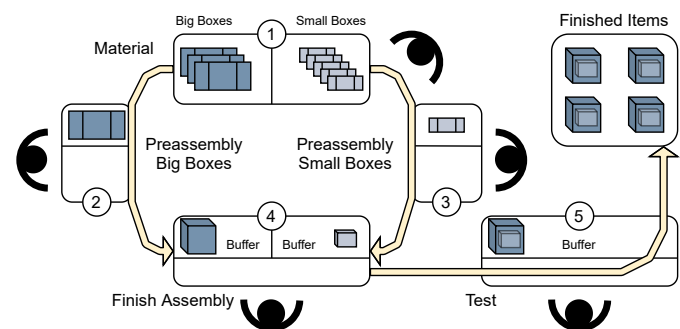 Big Boxes
Small Boxes
Finished Items
1
Material
Preassembly
Big Boxes
Preassembly
Small Boxes
2
3
4
5
Buffer
Buffer
Buffer
Finish Assembly
Test